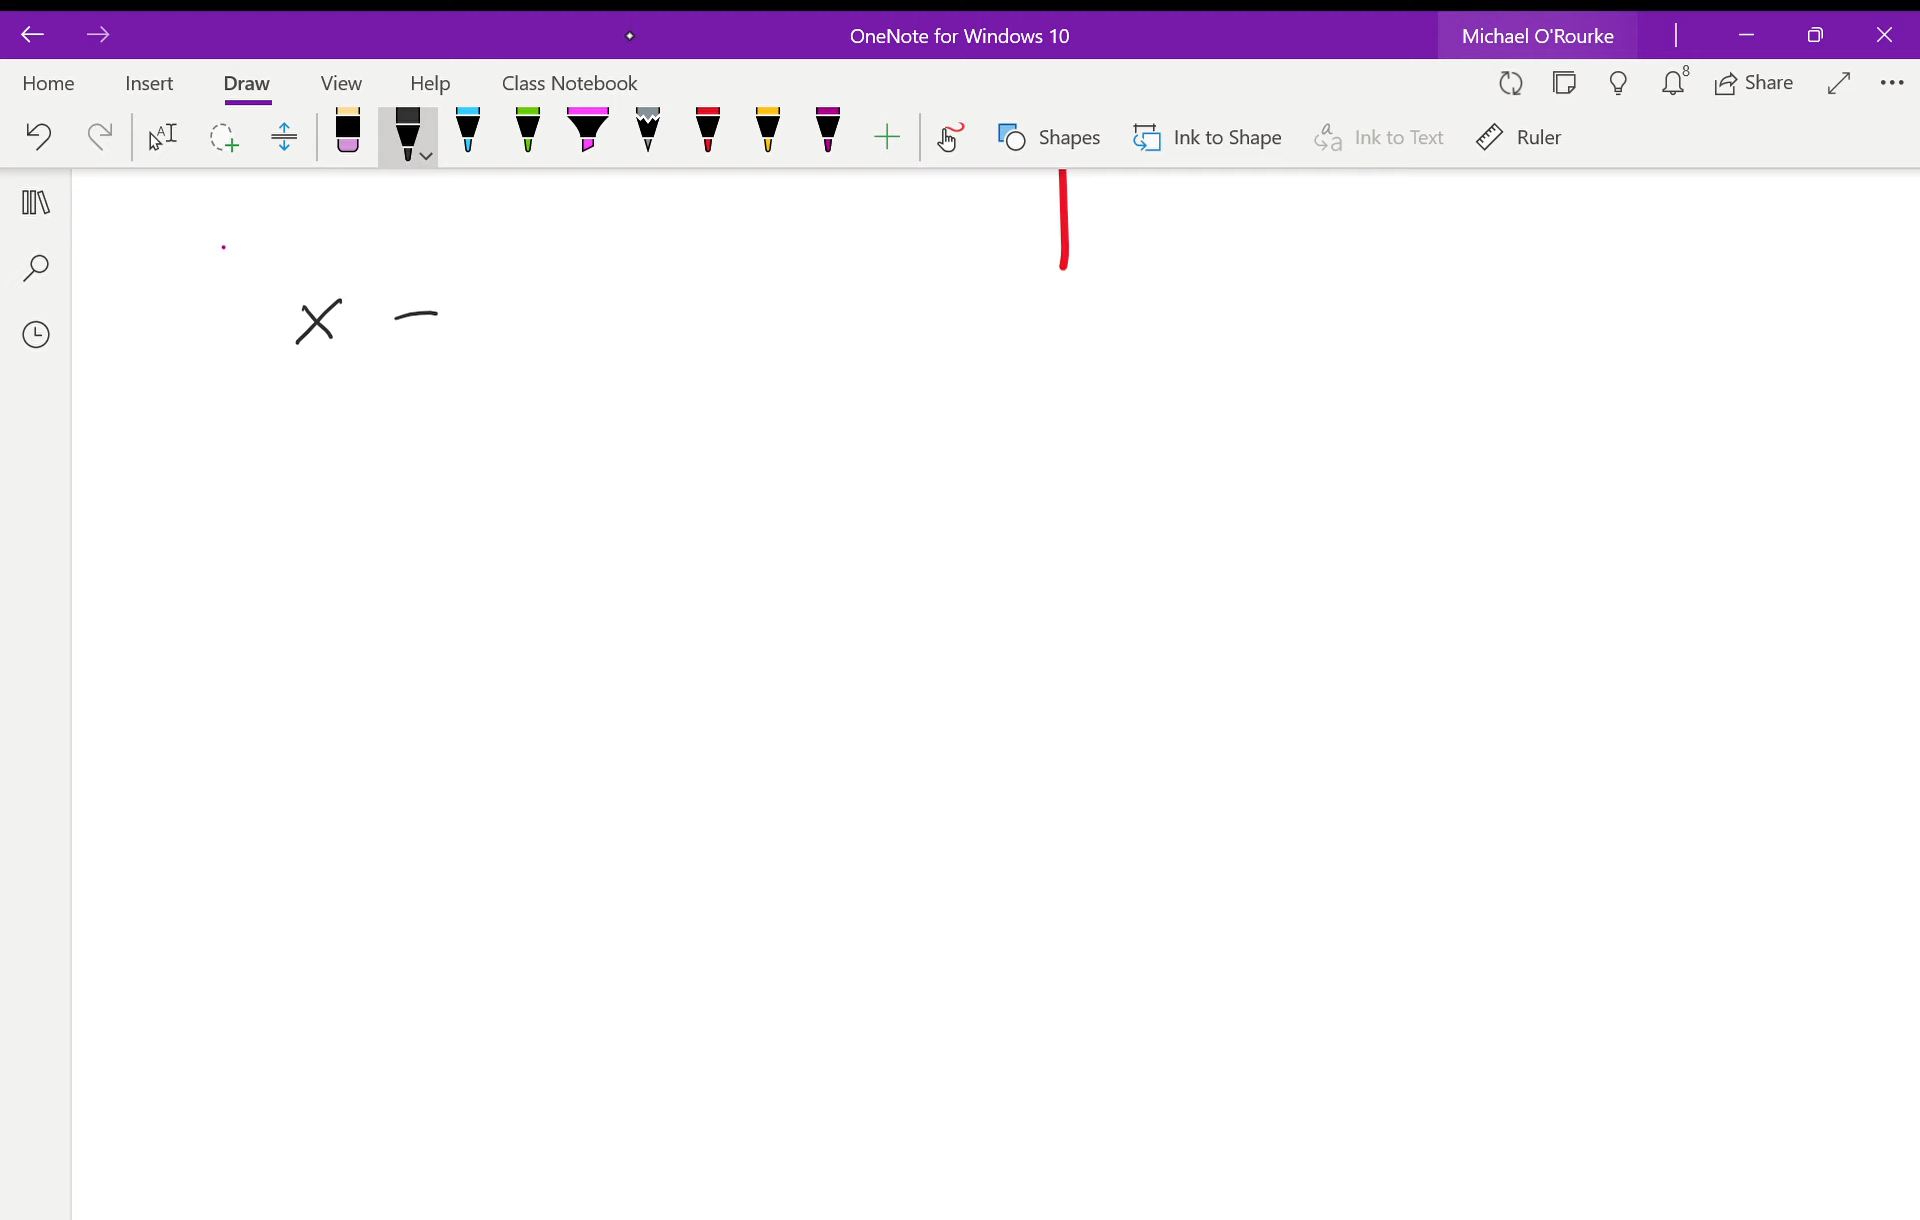 OneNote for Windows 10 Michael O'Rourke
Home Insert Draw View Help Class Notebook 8 Share
Shapes Ink to Shape Ink to Text Ruler
x -